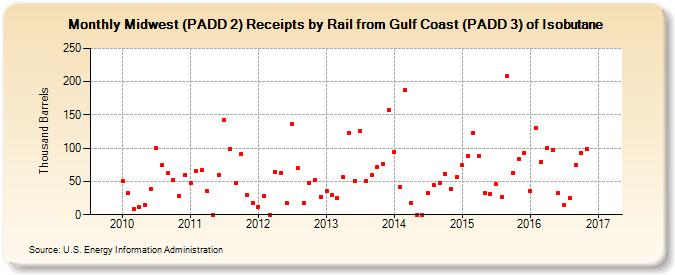 Monthly Midwest (PADD 2) Receipts by Rail from Gulf Coast (PADD 3) of Isobutane
Thousand Barrels
250
200
150
100
50
0
2010 2011 2012 2013 2014 2015 2016 2017
Source: U.S. Energy Information Administration